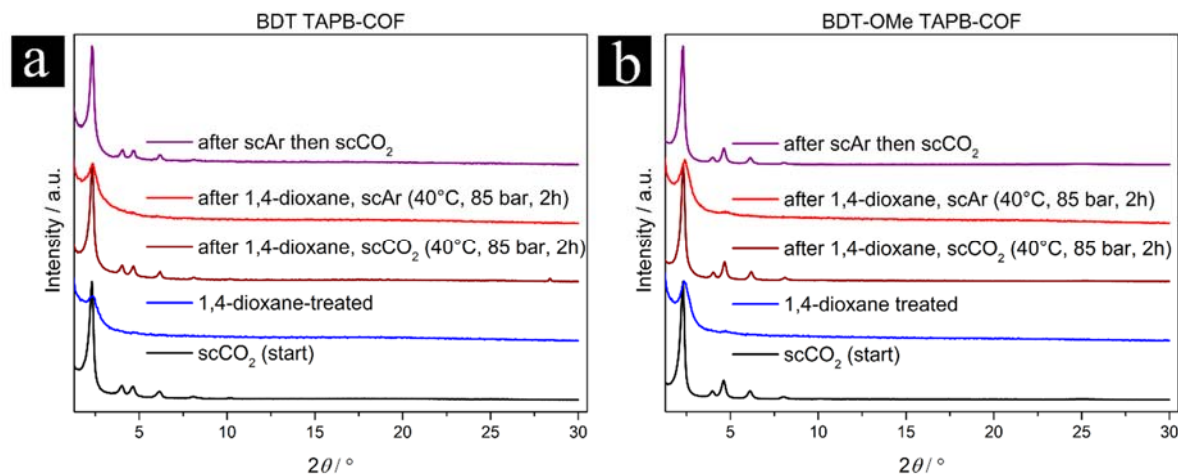 BDT TAPB-COF
a
after scAr then scCO₂
after 1,4-dioxane, scAr (40°C, 85 bar, 2h)
after 1,4-dioxane, scCO₂ (40°C, 85 bar, 2h)
1,4-dioxane-treated
scCO₂ (start)
Intensity / a.u.
5 10 15 20 25 30
2θ / °
BDT-OMe TAPB-COF
b
after scAr then scCO₂
after 1,4-dioxane, scAr (40°C, 85 bar, 2h)
after 1,4-dioxane, scCO₂ (40°C, 85 bar, 2h)
1,4-dioxane treated
scCO₂ (start)
Intensity / a.u.
5 10 15 20 25 30
2θ / °